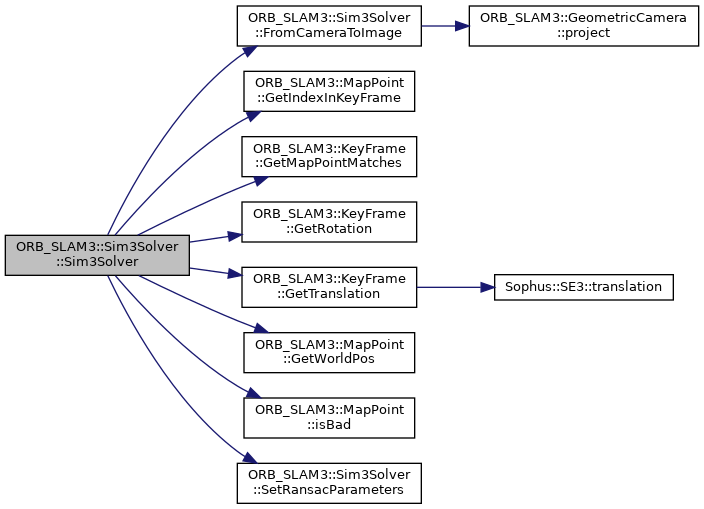 ORB_SLAM3::Sim3Solver
::Sim3Solver
ORB_SLAM3::Sim3Solver
::FromCameraToImage
ORB_SLAM3::GeometricCamera
::project
ORB_SLAM3::MapPoint
::GetIndexInKeyFrame
ORB_SLAM3::KeyFrame
::GetMapPointMatches
ORB_SLAM3::KeyFrame
::GetRotation
ORB_SLAM3::KeyFrame
::GetTranslation
Sophus::SE3::translation
ORB_SLAM3::MapPoint
::GetWorldPos
ORB_SLAM3::MapPoint
::isBad
ORB_SLAM3::Sim3Solver
::SetRansacParameters